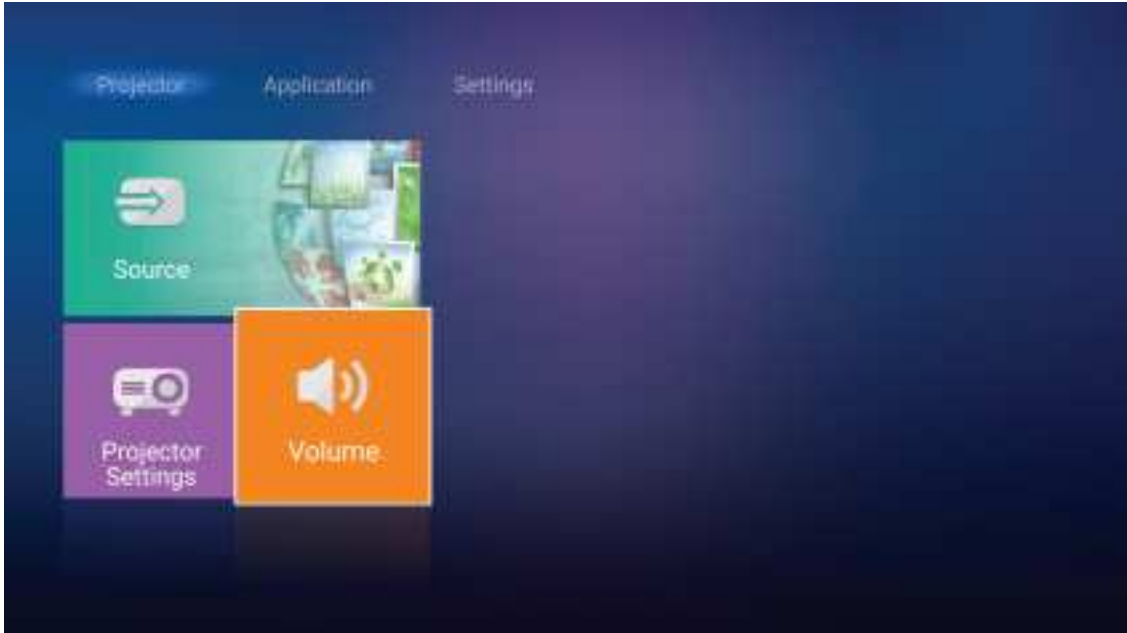 Projector Application Settings
Source
Projector
Settings
Volume